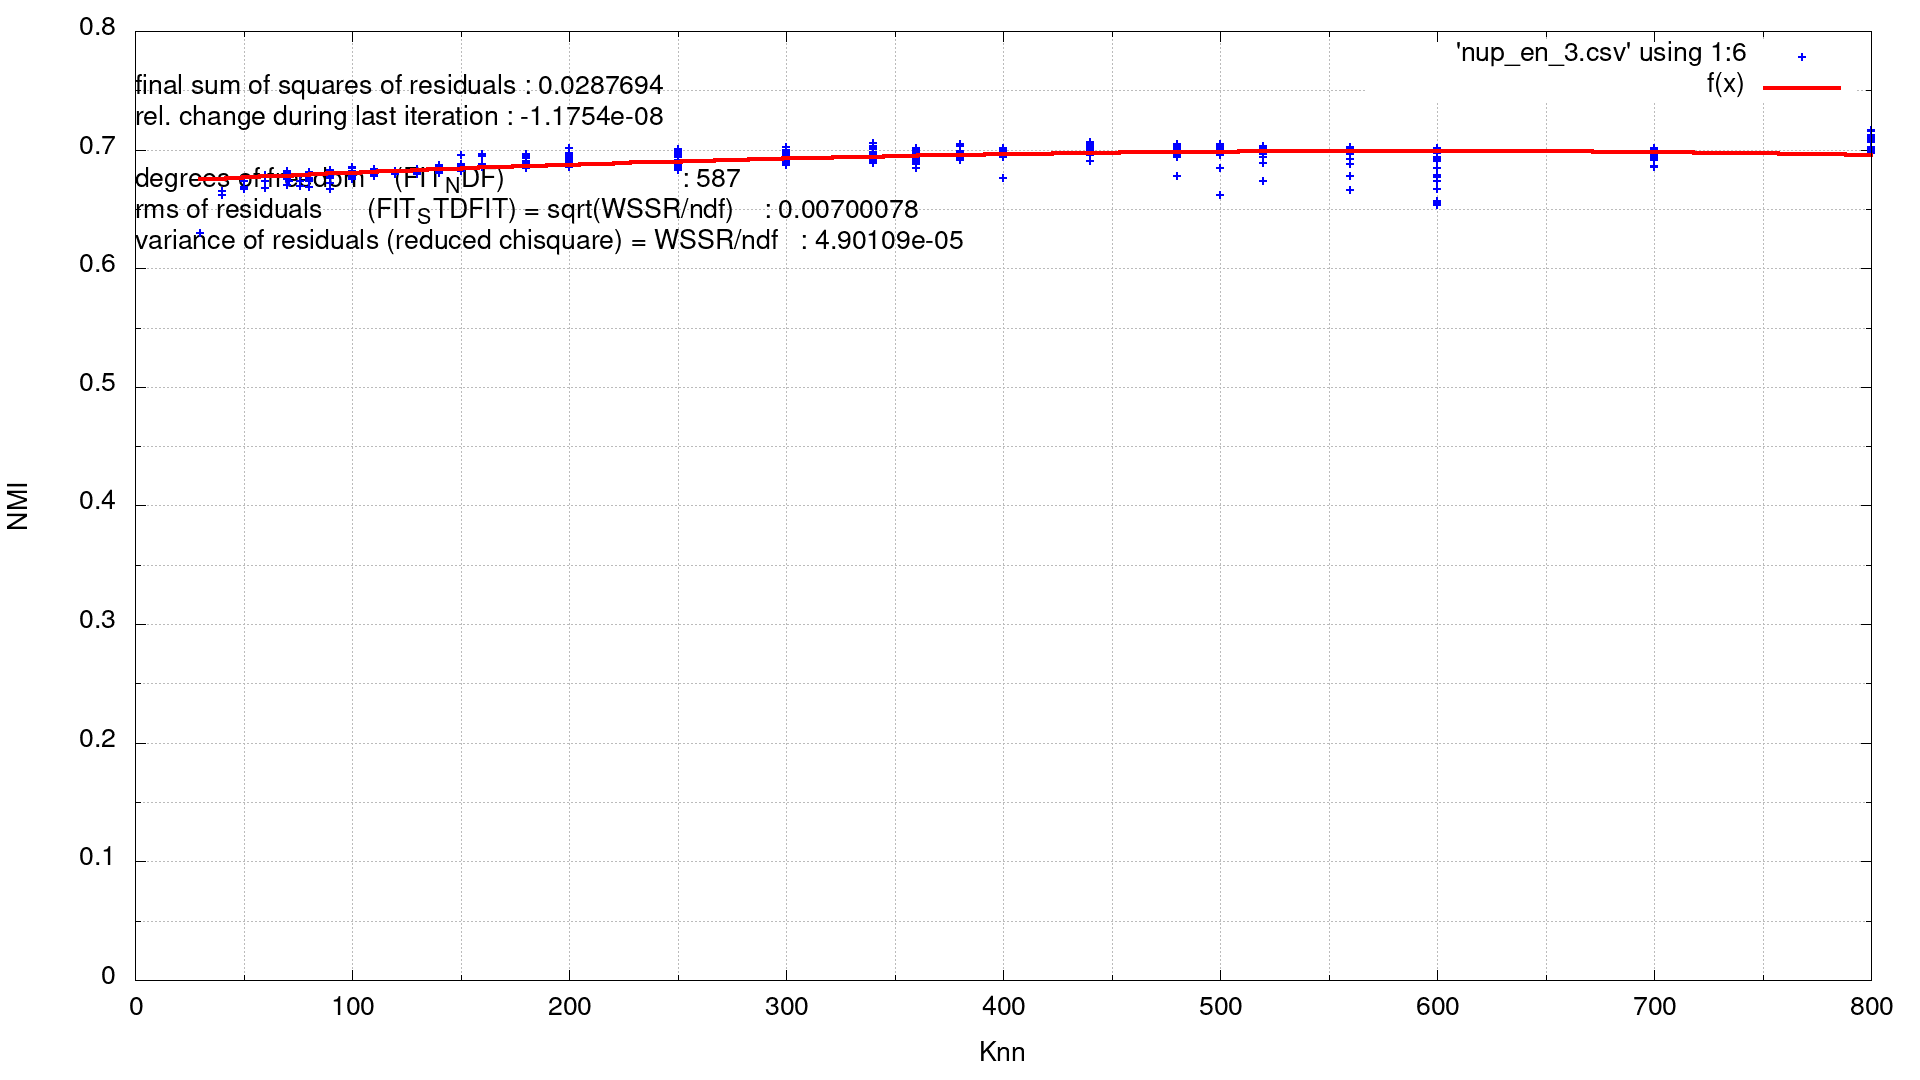 0.8
'nup_en_3.csv' using 1:6
f(x)
final sum of squares of residuals : 0.0287694
rel. change during last iteration : -1.1754e-08
0.7
degrees of freedom (FIT_NDF) : 587
rms of residuals (FIT_STDFIT) = sqrt(WSSR/ndf) : 0.00700078
variance of residuals (reduced chisquare) = WSSR/ndf : 4.90109e-05
0.6
0.5
0.4
NMI
0.3
0.2
0.1
0
0 100 200 300 400 500 600 700 800
Knn